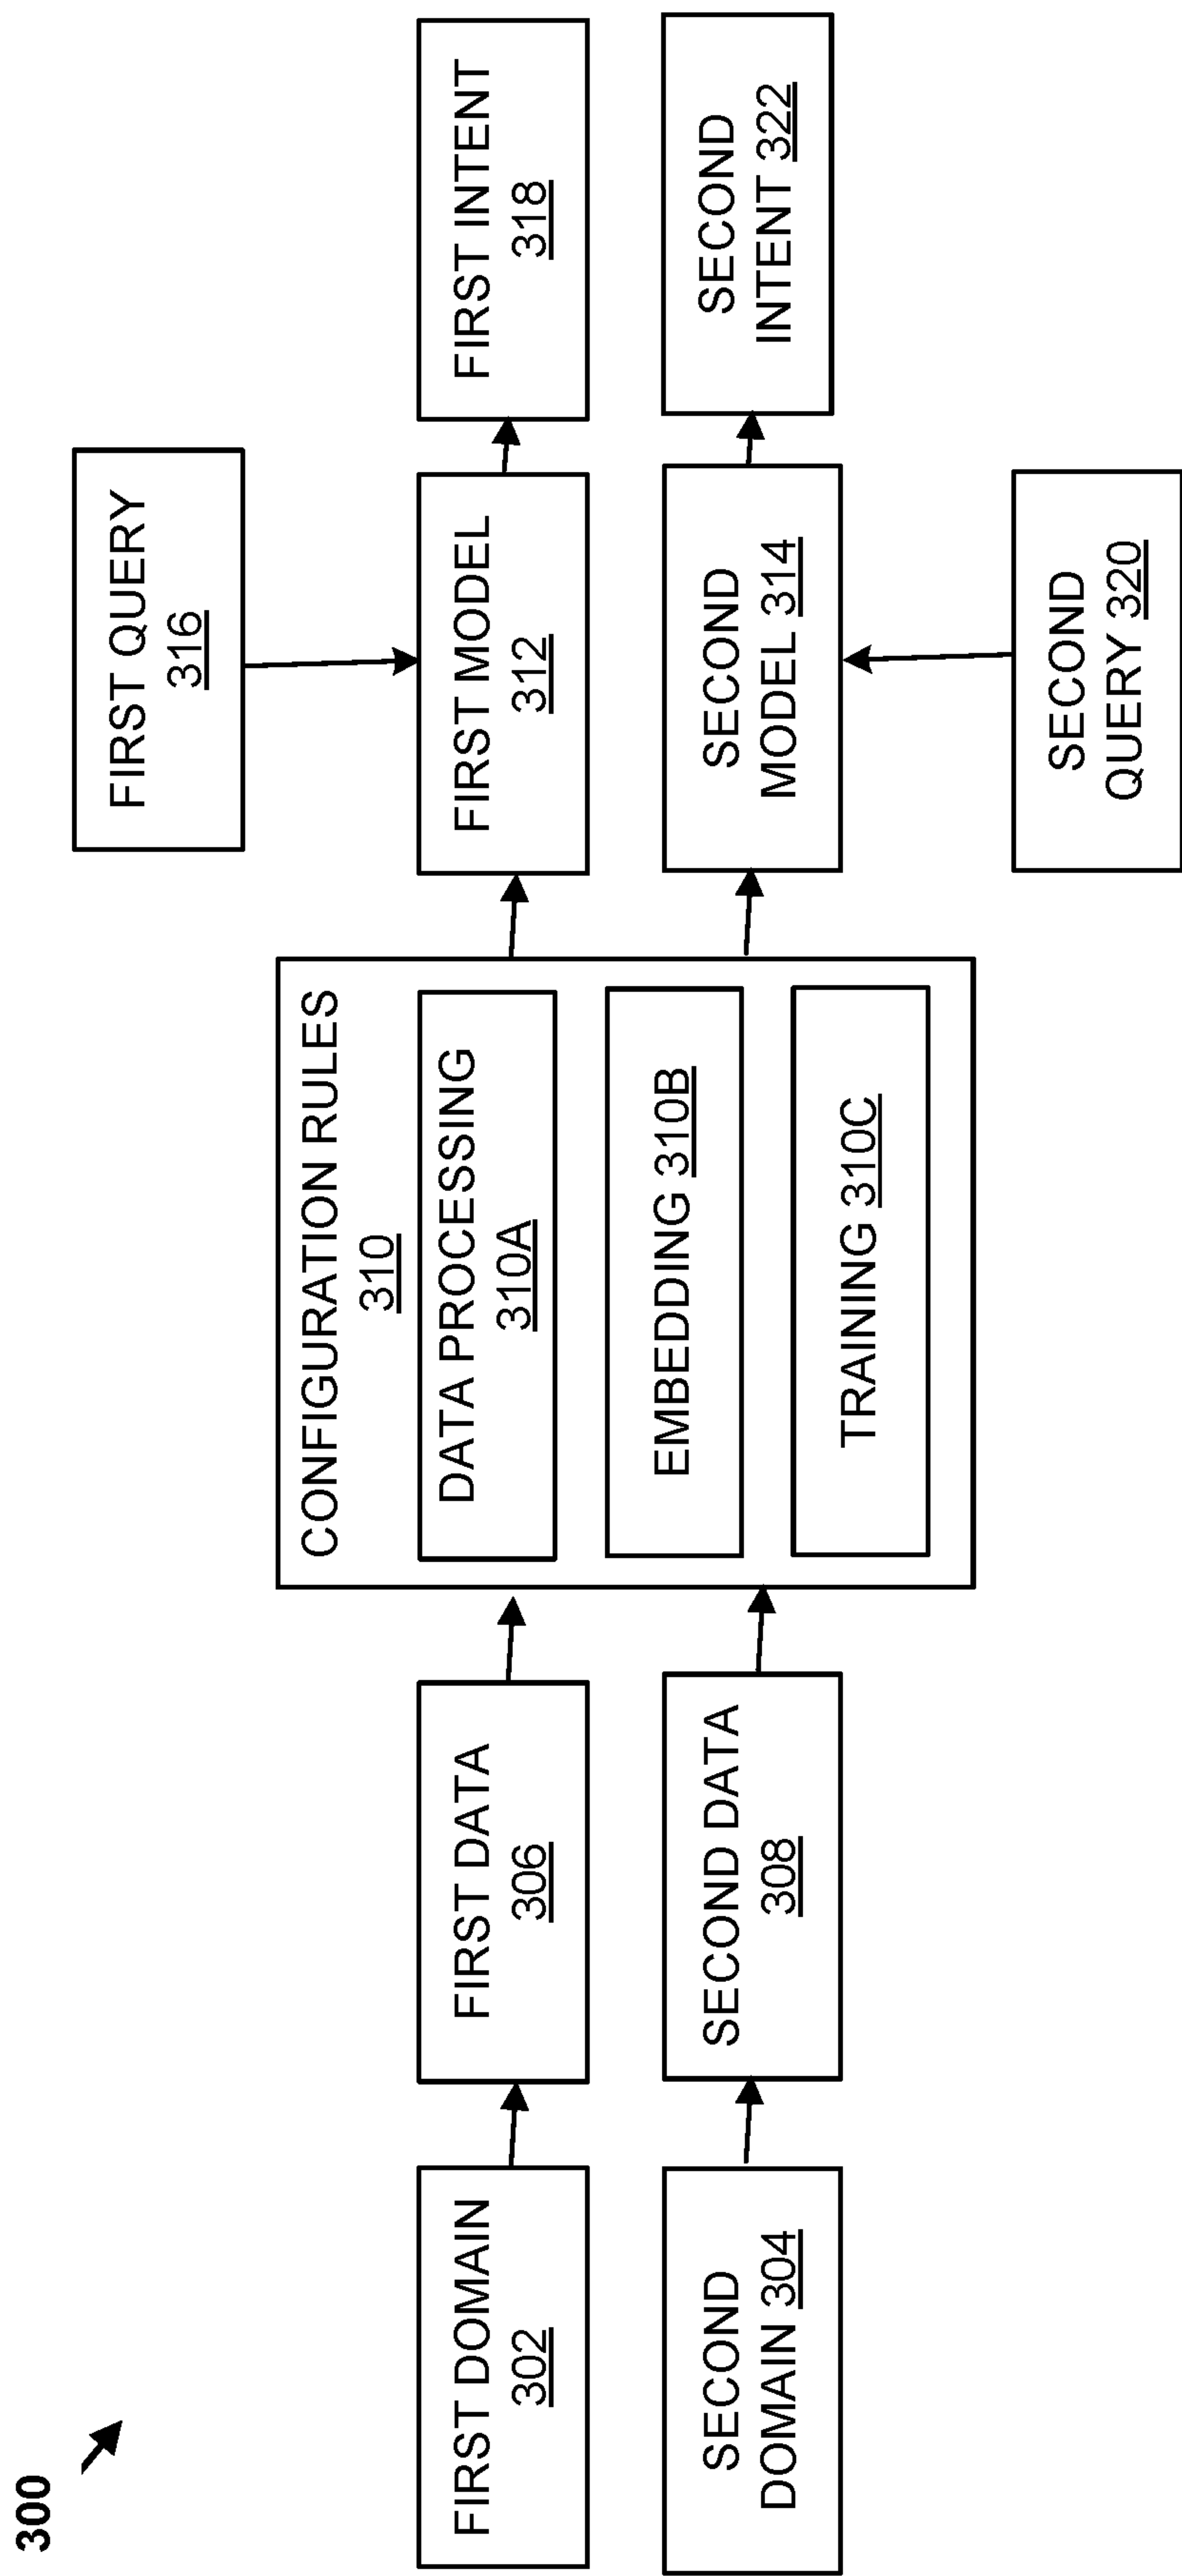 300
FIRST DOMAIN
302
SECOND
DOMAIN 304
FIRST DATA
306
SECOND DATA
308
CONFIGURATION RULES
310
DATA PROCESSING
310A
EMBEDDING 310B
TRAINING 310C
FIRST QUERY
316
FIRST MODEL
312
SECOND
MODEL 314
SECOND
QUERY 320
FIRST INTENT
318
SECOND
INTENT 322